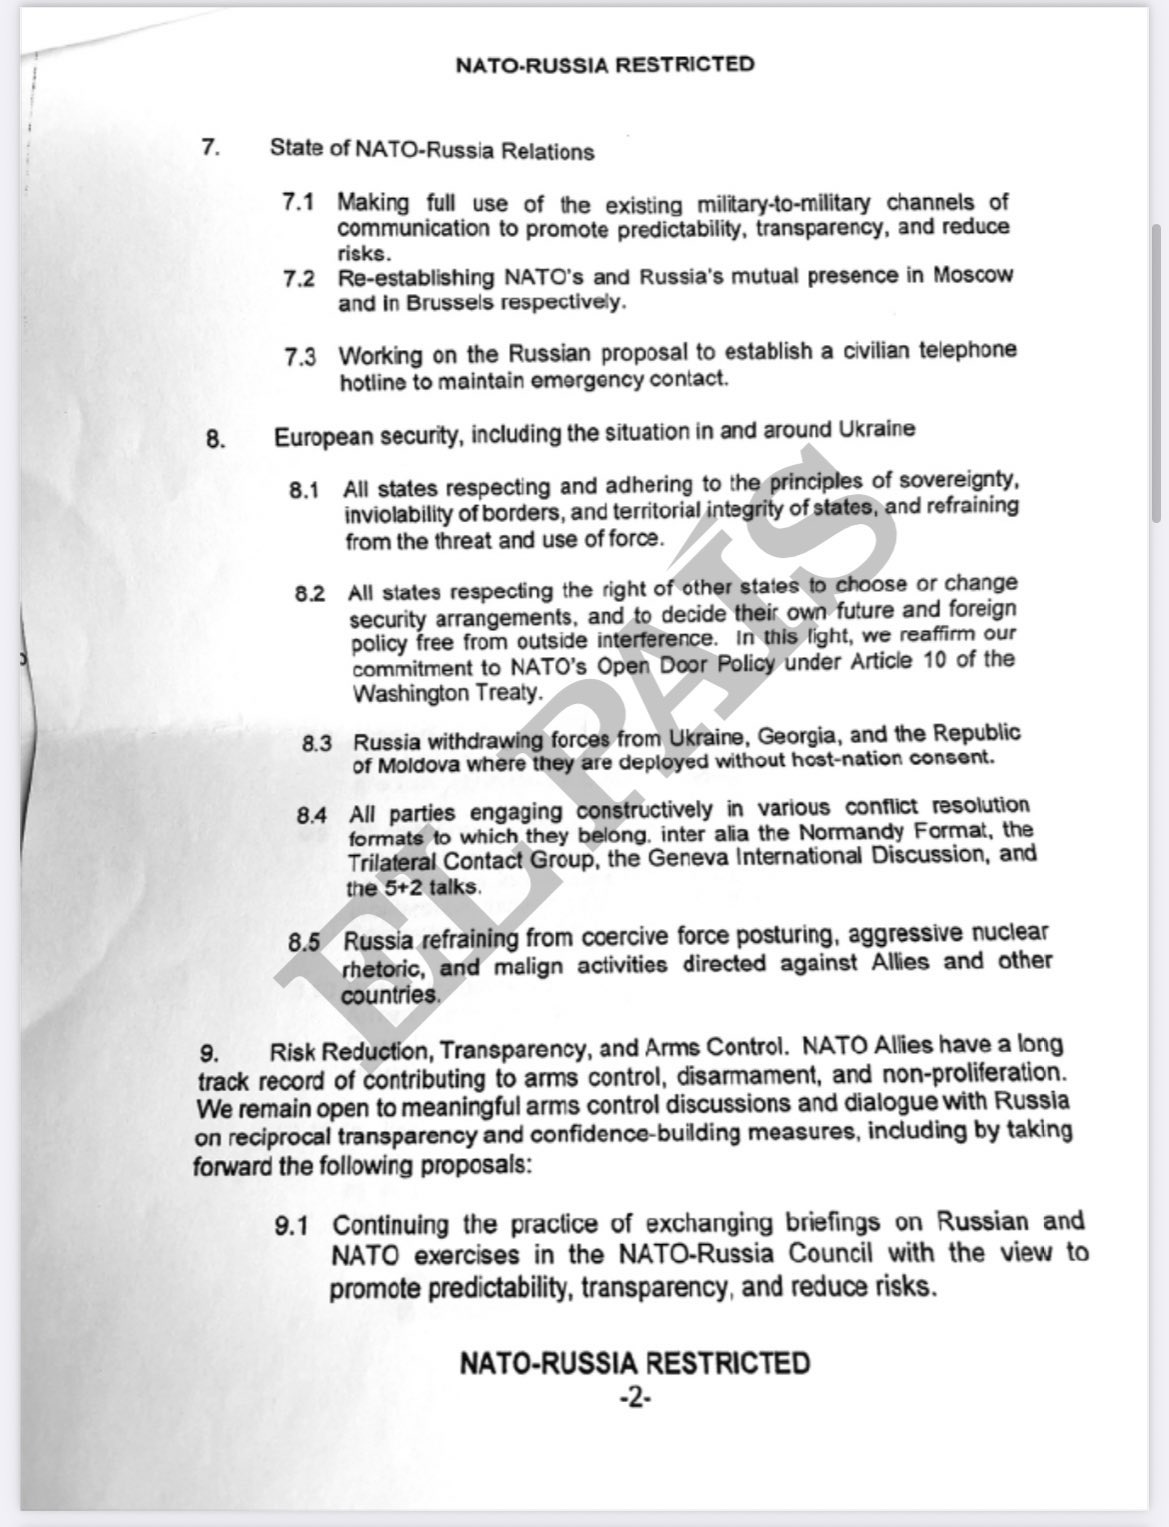 NATO-RUSSIA RESTRICTED
7. State of NATO-Russia Relations
7.1 Making full use of the existing military-to-military channels of
communication to promote predictability, transparency, and reduce
risks.
7.2 Re-establishing NATO's and Russia's mutual presence in Moscow
and in Brussels respectively.
7.3 Working on the Russian proposal to establish a civilian telephone
hotline to maintain emergency contact.
8. European security, including the situation in and around Ukraine
8.1 All states respecting and adhering to the principles of sovereignty,
inviolability of borders, and territorial integrity of states, and refraining
from the threat and use of force.
8.2 All states respecting the right of other states to choose or change
security arrangements, and to decide their own future and foreign
policy free from outside interference. In this light, we reaffirm our
commitment to NATO's Open Door Policy under Article 10 of the
Washington Treaty.
8.3 Russia withdrawing forces from Ukraine, Georgia, and the Republic
of Moldova where they are deployed without host-nation consent.
8.4 All parties engaging constructively in various conflict resolution
formats to which they belong, inter alia the Normandy Format, the
Trilateral Contact Group, the Geneva International Discussion, and
the 5+2 talks.
8.5 Russia refraining from coercive force posturing, aggressive nuclear
rhetoric, and malign activities directed against Allies and other
countries.
9. Risk Reduction, Transparency, and Arms Control. NATO Allies have a long
track record of contributing to arms control, disarmament, and non-proliferation.
We remain open to meaningful arms control discussions and dialogue with Russia
on reciprocal transparency and confidence-building measures, including by taking
forward the following proposals:
9.1 Continuing the practice of exchanging briefings on Russian and
NATO exercises in the NATO-Russia Council with the view to
promote predictability, transparency, and reduce risks.
NATO-RUSSIA RESTRICTED
-2-
EL PAÍS